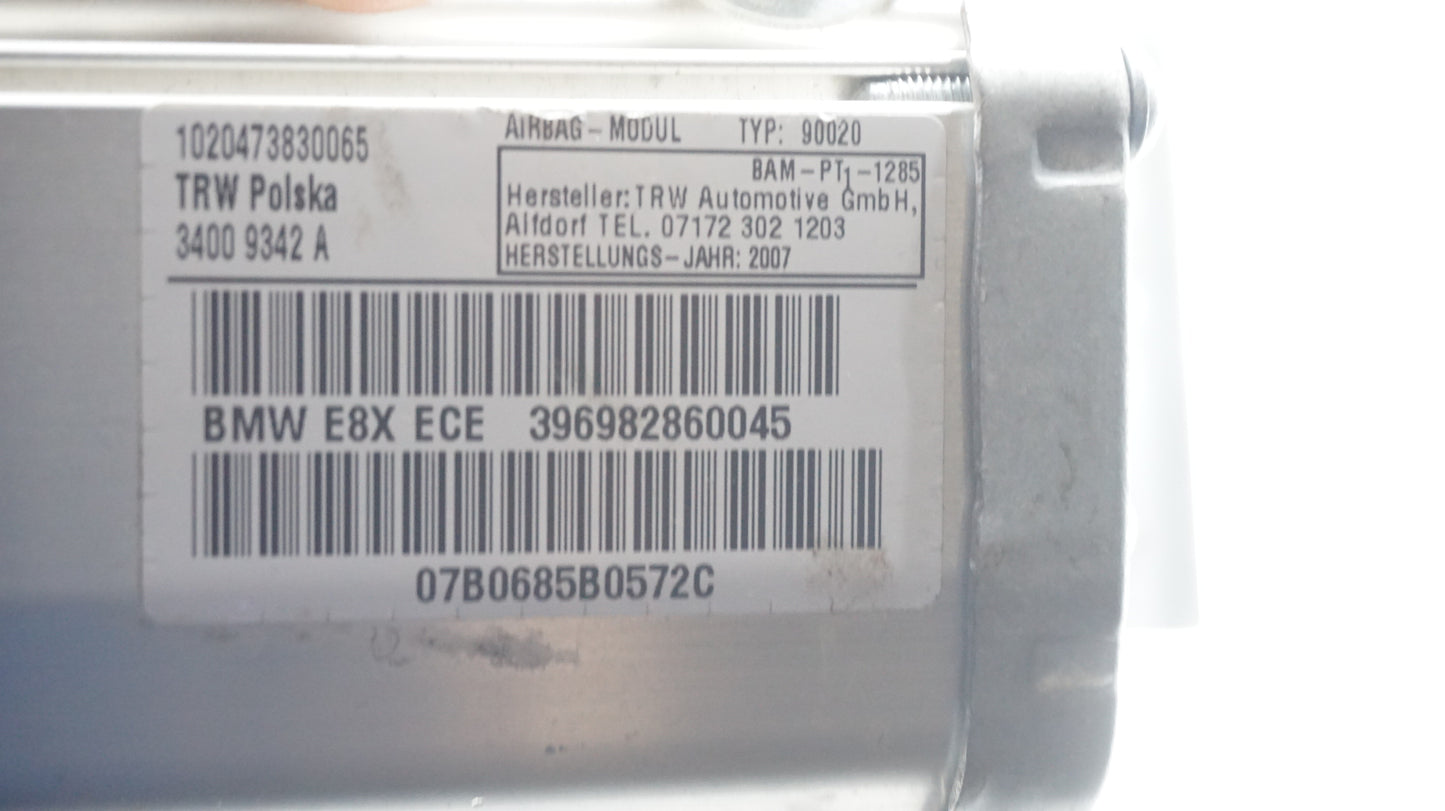 1020473830065
TRW Polska
3400 9342 A
AIRBAG-MODUL TYP: 90020
BAM-PT1-1285
Hersteller: TRW Automotive GmbH,
Alfdorf TEL. 07172 302 1203
HERSTELLUNGS-JAHR: 2007
BMW E8X ECE 396982860045
07B0685B0572C